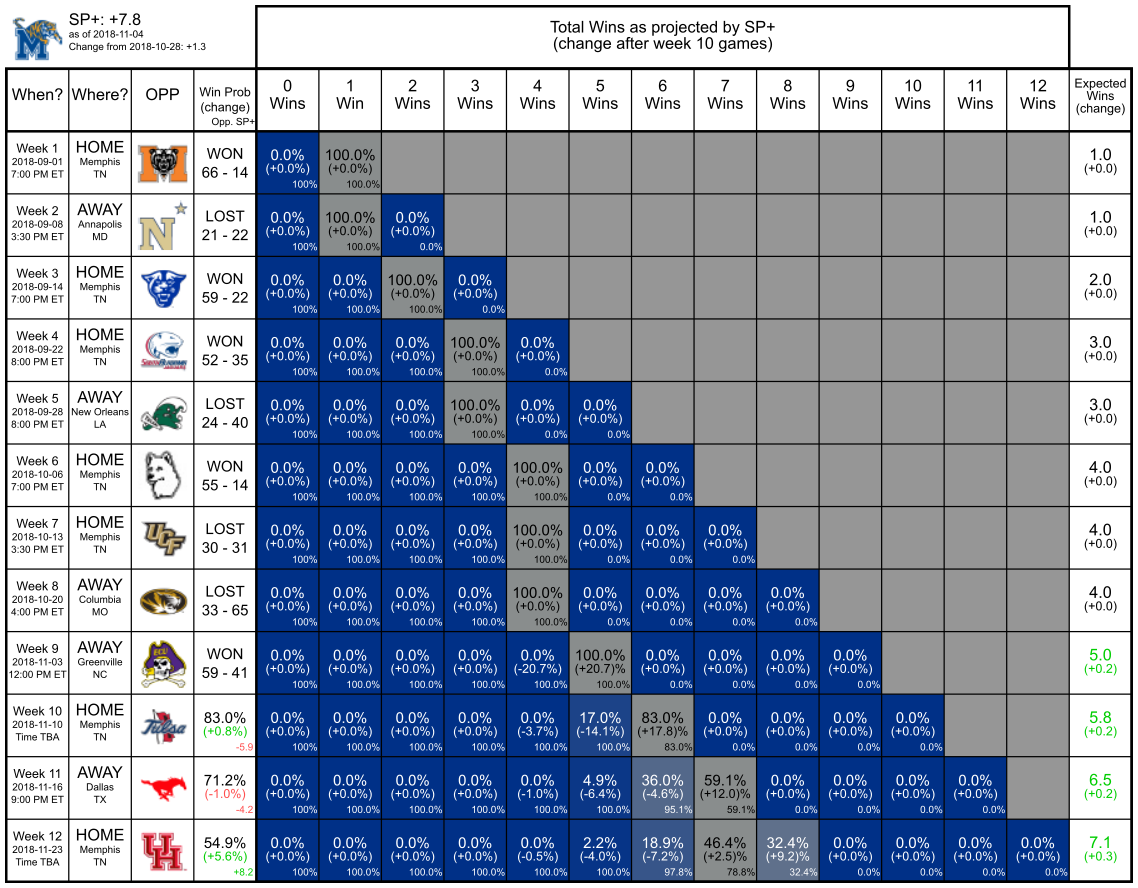 SP+: +7.8
as of 2018-11-04
Change from 2018-10-28: +1.3
Total Wins as projected by SP+
(change after week 10 games)
When? Where? OPP Win Prob (change) Opp. SP+ 0 Wins 1 Win 2 Wins 3 Wins 4 Wins 5 Wins 6 Wins 7 Wins 8 Wins 9 Wins 10 Wins 11 Wins 12 Wins Expected Wins (change)
Week 1 HOME WON 0.0% 100.0% 1.0
2018-09-01 Memphis 66 - 14 (+0.0%) (+0.0%) (+0.0)
7:00 PM ET TN M 100% 100.0%
Week 2 AWAY LOST 0.0% 100.0% 0.0% 1.0
2018-09-08 Annapolis N 21 - 22 (+0.0%) (+0.0%) (+0.0%) (+0.0)
3:30 PM ET MD 100% 100.0% 0.0%
Week 3 HOME WON 0.0% 0.0% 100.0% 0.0% 2.0
2018-09-14 Memphis 59 - 22 (+0.0%) (+0.0%) (+0.0%) (+0.0%) (+0.0)
7:00 PM ET TN 100% 100.0% 100.0% 0.0%
Week 4 HOME WON 0.0% 0.0% 0.0% 100.0% 0.0% 3.0
2018-09-22 Memphis 52 - 35 (+0.0%) (+0.0%) (+0.0%) (+0.0%) (+0.0%) (+0.0)
8:00 PM ET TN 100% 100.0% 100.0% 100.0% 0.0%
Week 5 AWAY LOST 0.0% 0.0% 0.0% 100.0% 0.0% 0.0% 3.0
2018-09-28 New Orleans 24 - 40 (+0.0%) (+0.0%) (+0.0%) (+0.0%) (+0.0%) (+0.0%) (+0.0)
8:00 PM ET LA 100% 100.0% 100.0% 100.0% 0.0% 0.0%
Week 6 HOME WON 0.0% 0.0% 0.0% 0.0% 100.0% 0.0% 0.0% 4.0
2018-10-06 Memphis 55 - 14 (+0.0%) (+0.0%) (+0.0%) (+0.0%) (+0.0%) (+0.0%) (+0.0%) (+0.0)
7:00 PM ET TN 100% 100.0% 100.0% 100.0% 100.0% 0.0% 0.0%
Week 7 HOME LOST 0.0% 0.0% 0.0% 0.0% 100.0% 0.0% 0.0% 0.0% 4.0
2018-10-13 Memphis UCF 30 - 31 (+0.0%) (+0.0%) (+0.0%) (+0.0%) (+0.0%) (+0.0%) (+0.0%) (+0.0%) (+0.0)
3:30 PM ET TN 100% 100.0% 100.0% 100.0% 100.0% 0.0% 0.0% 0.0%
Week 8 AWAY LOST 0.0% 0.0% 0.0% 0.0% 100.0% 0.0% 0.0% 0.0% 0.0% 4.0
2018-10-20 Columbia 33 - 65 (+0.0%) (+0.0%) (+0.0%) (+0.0%) (+0.0%) (+0.0%) (+0.0%) (+0.0%) (+0.0%) (+0.0)
4:00 PM ET MO 100% 100.0% 100.0% 100.0% 100.0% 0.0% 0.0% 0.0% 0.0%
Week 9 AWAY ECU WON 0.0% 0.0% 0.0% 0.0% 0.0% 100.0% 0.0% 0.0% 0.0% 0.0% 5.0
2018-11-03 Greenville 59 - 41 (+0.0%) (+0.0%) (+0.0%) (+0.0%) (-20.7%) (+20.7)% (+0.0%) (+0.0%) (+0.0%) (+0.0%) (+0.2)
12:00 PM ET NC 100% 100.0% 100.0% 100.0% 100.0% 100.0% 0.0% 0.0% 0.0% 0.0%
Week 10 HOME 83.0% 0.0% 0.0% 0.0% 0.0% 0.0% 17.0% 83.0% 0.0% 0.0% 0.0% 0.0% 5.8
2018-11-10 Memphis Tulsa (+0.8%) (+0.0%) (+0.0%) (+0.0%) (+0.0%) (-3.7%) (-14.1%) (+17.8)% (+0.0%) (+0.0%) (+0.0%) (+0.0%) (+0.2)
Time TBA TN -5.9 100% 100.0% 100.0% 100.0% 100.0% 100.0% 83.0% 0.0% 0.0% 0.0% 0.0%
Week 11 AWAY 71.2% 0.0% 0.0% 0.0% 0.0% 0.0% 4.9% 36.0% 59.1% 0.0% 0.0% 0.0% 0.0% 6.5
2018-11-16 Dallas (-1.0%) (+0.0%) (+0.0%) (+0.0%) (+0.0%) (-1.0%) (-6.4%) (-4.6%) (+12.0)% (+0.0%) (+0.0%) (+0.0%) (+0.0%) (+0.2)
9:00 PM ET TX -4.2 100% 100.0% 100.0% 100.0% 100.0% 100.0% 95.1% 59.1% 0.0% 0.0% 0.0% 0.0%
Week 12 HOME 54.9% 0.0% 0.0% 0.0% 0.0% 0.0% 2.2% 18.9% 46.4% 32.4% 0.0% 0.0% 0.0% 0.0% 7.1
2018-11-23 Memphis UH (+5.6%) (+0.0%) (+0.0%) (+0.0%) (+0.0%) (-0.5%) (-4.0%) (-7.2%) (+2.5)% (+9.2)% (+0.0%) (+0.0%) (+0.0%) (+0.0%) (+0.3)
Time TBA TN +8.2 100% 100.0% 100.0% 100.0% 100.0% 100.0% 97.8% 78.8% 32.4% 0.0% 0.0% 0.0% 0.0%